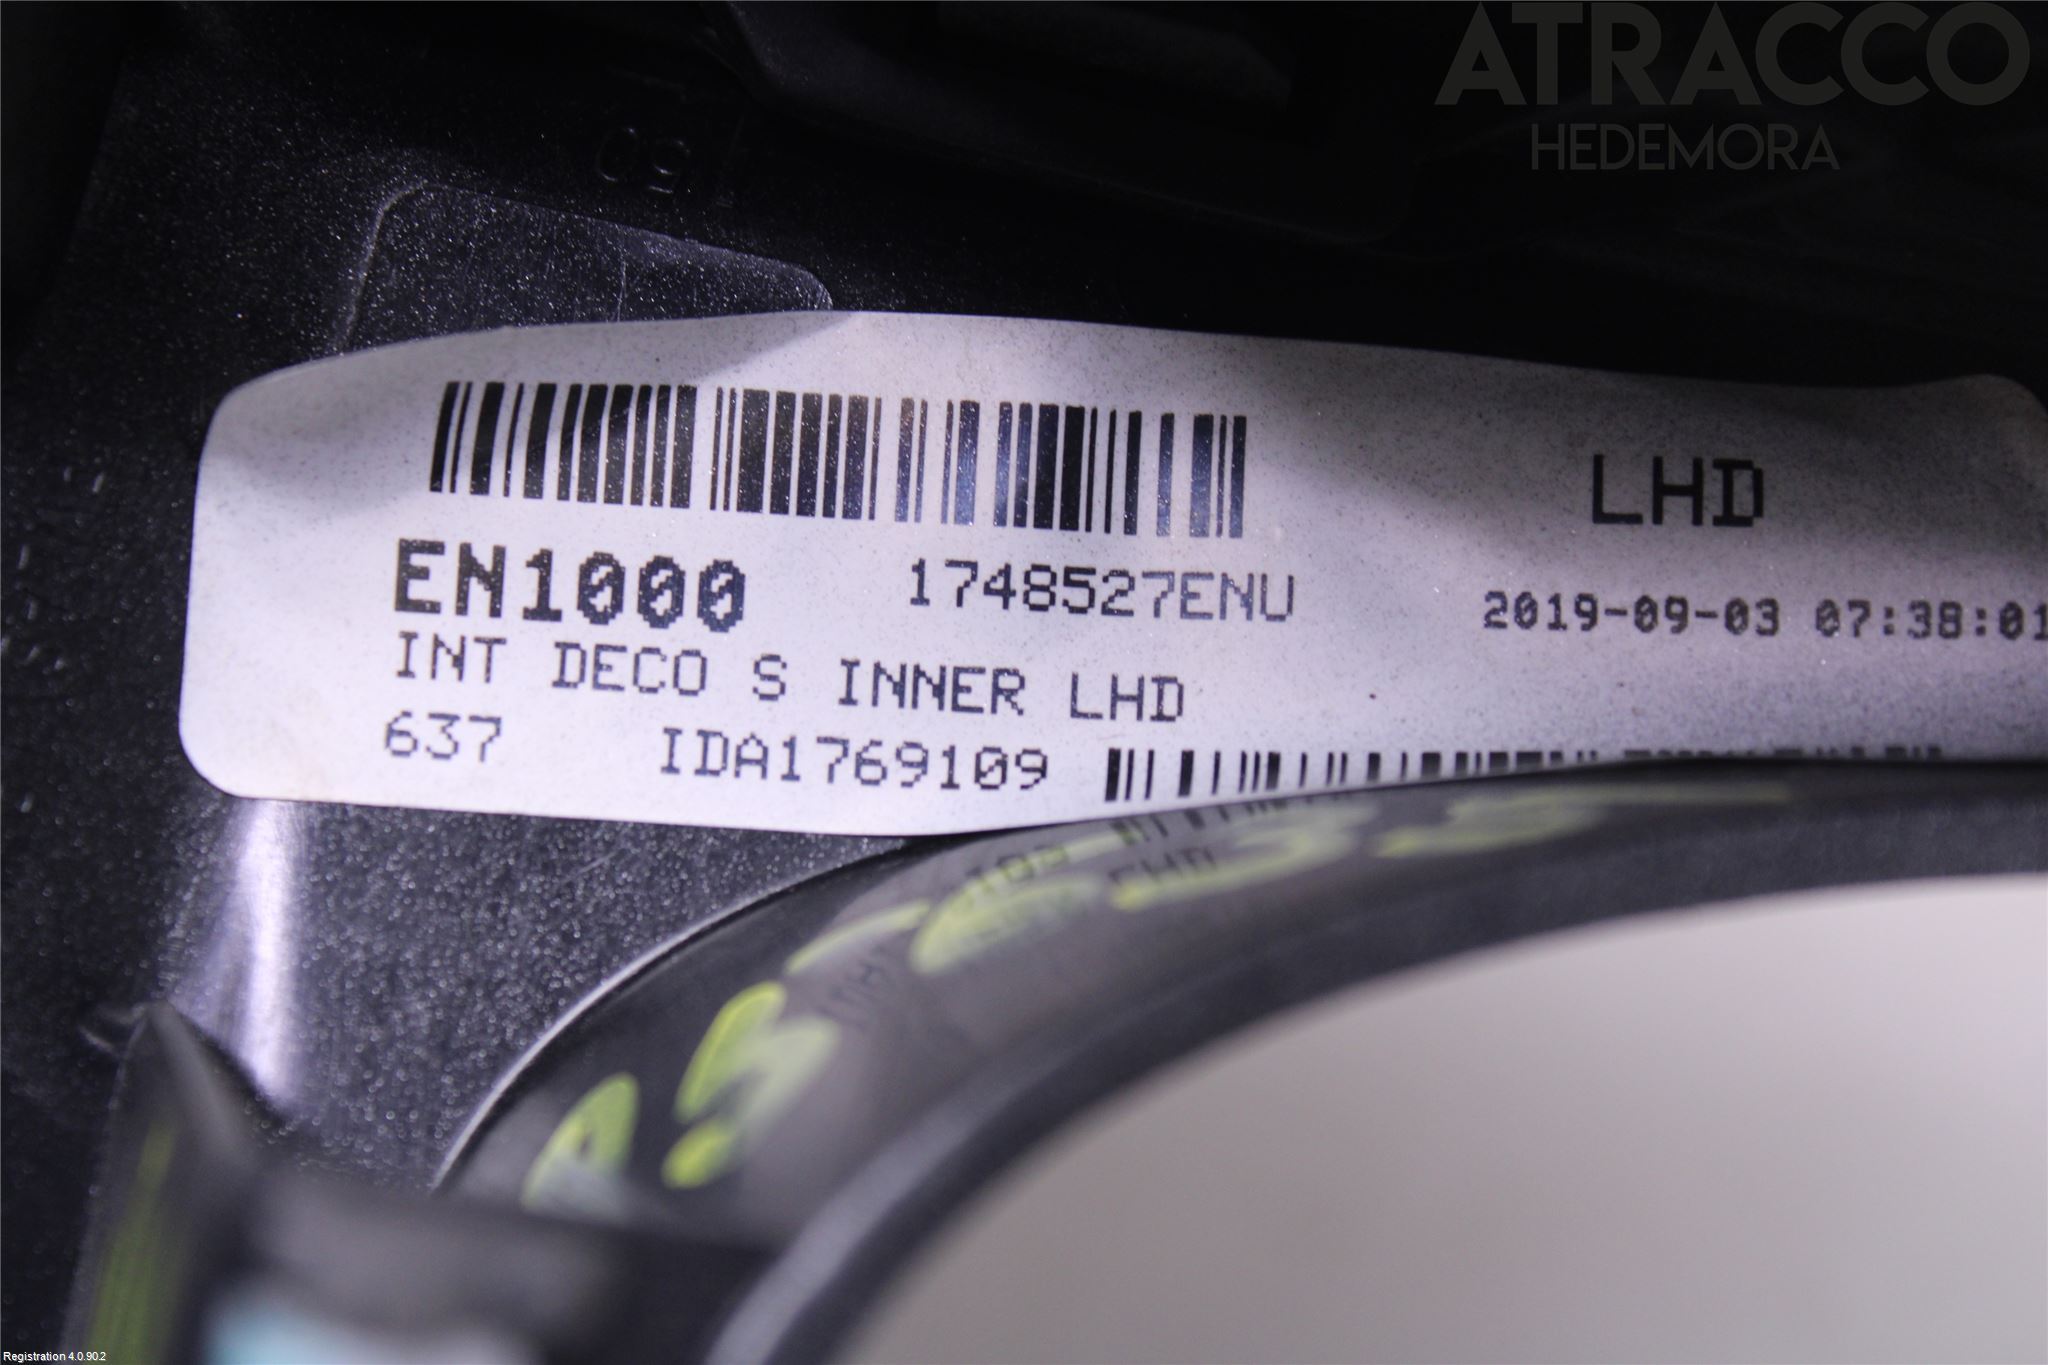 ATRACCO
HEDEMORA
LHD
EN1000 1748527ENU
2019-09-03 07:38:01
INT DECO S INNER LHD
637 IDA1769109
Registration 4.0.90.2